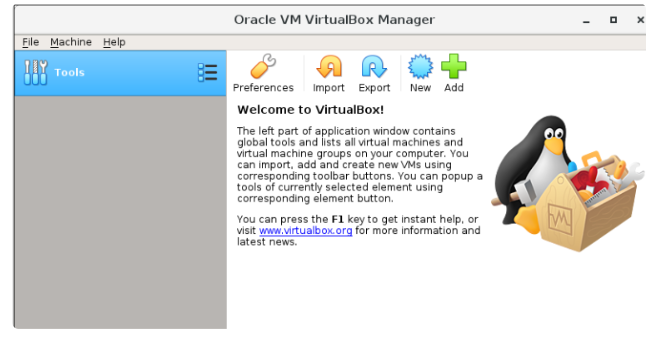 Oracle VM VirtualBox Manager
File Machine Help
Tools
Preferences Import Export New Add
Welcome to VirtualBox!
The left part of application window contains
global tools and lists all virtual machines and
virtual machine groups on your computer. You
can import, add and create new VMs using
corresponding toolbar buttons. You can popup a
tools of currently selected element using
corresponding element button.
You can press the F1 key to get instant help, or
visit www.virtualbox.org for more information and
latest news.